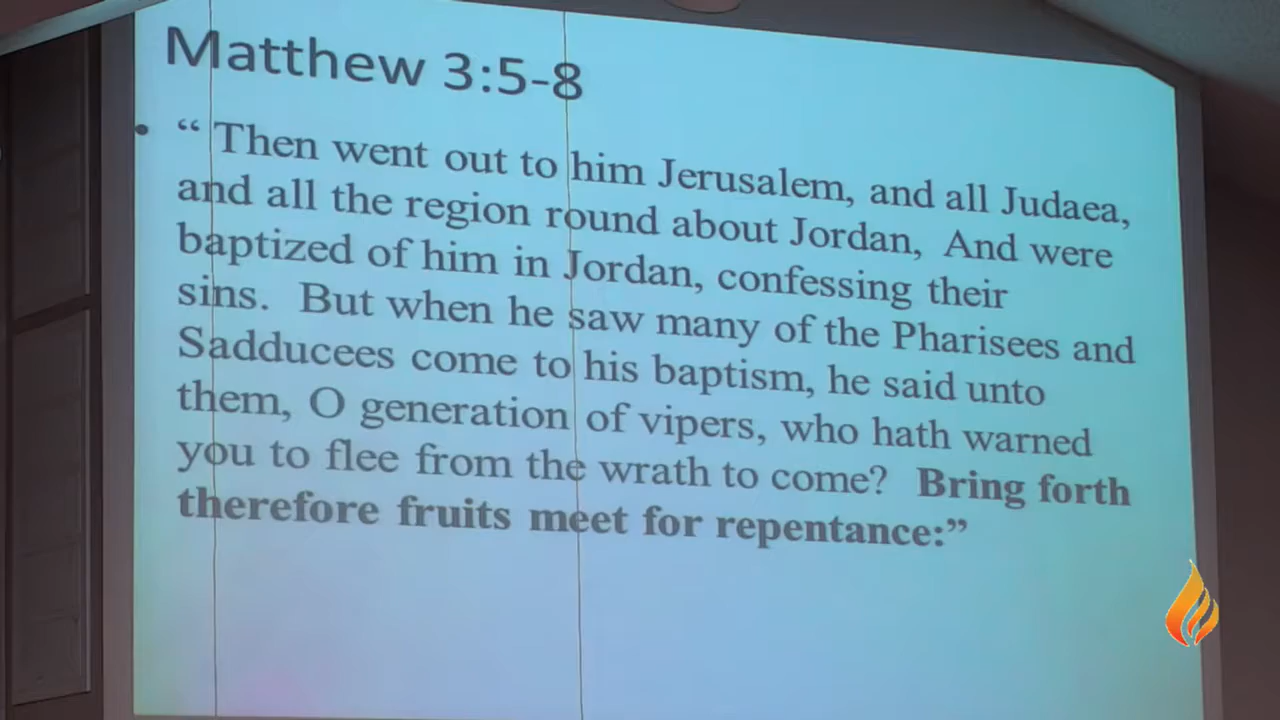 Matthew 3:5-8
• “ Then went out to him Jerusalem, and all Judaea,
and all the region round about Jordan, And were
baptized of him in Jordan, confessing their
sins. But when he saw many of the Pharisees and
Sadducees come to his baptism, he said unto
them, O generation of vipers, who hath warned
you to flee from the wrath to come? Bring forth
therefore fruits meet for repentance:”